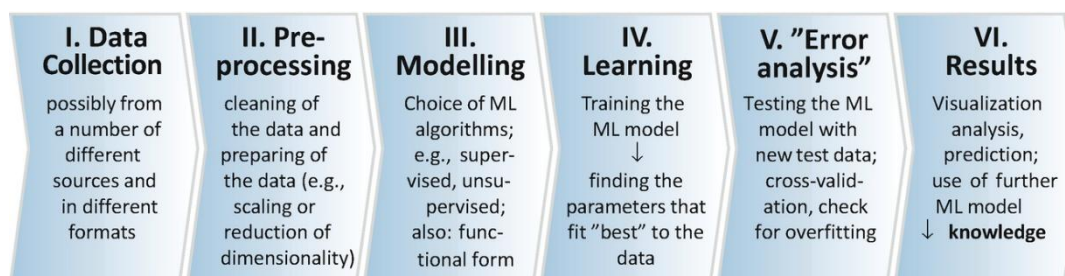 I. Data
Collection
possibly from
a number of
different
sources and
in different
formats
II. Pre-
processing
cleaning of
the data and
preparing of
the data (e.g.,
scaling or
reduction of
dimensionality)
III.
Modelling
Choice of ML
algorithms;
e.g., super-
vised, unsu-
pervised;
also: func-
tional form
IV.
Learning
Training the
ML model
↓
finding the
parameters that
fit ”best” to the
data
V. ”Error
analysis”
Testing the ML
model with
new test data;
cross-valid-
ation, check
for overfitting
VI.
Results
Visualization
analysis,
prediction;
use of further
ML model
↓ knowledge